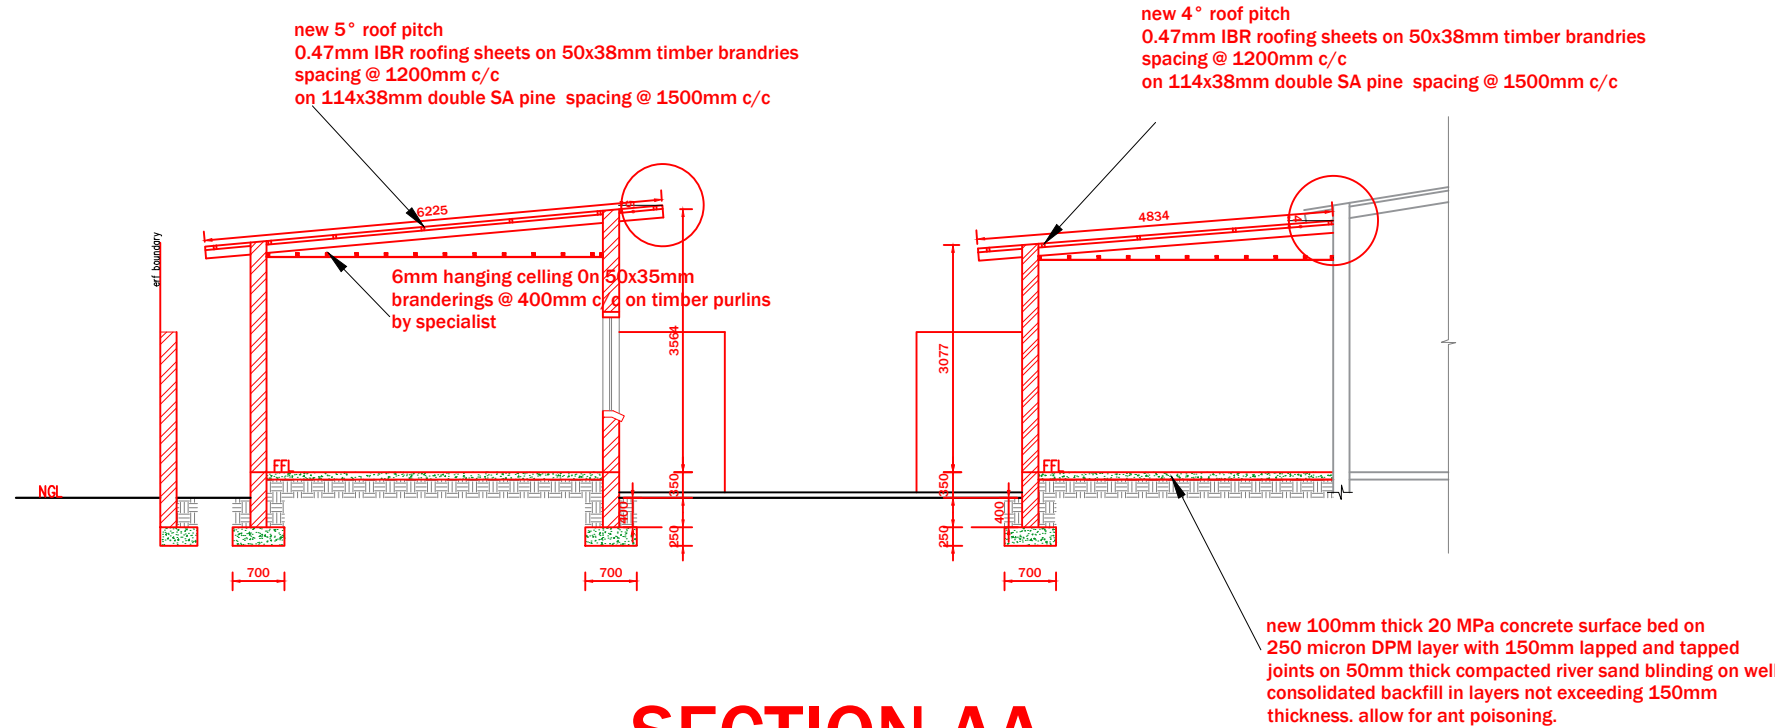 new 5° roof pitch
0.47mm IBR roofing sheets on 50x38mm timber brandries
spacing @ 1200mm c/c
on 114x38mm double SA pine spacing @ 1500mm c/c
new 4° roof pitch
0.47mm IBR roofing sheets on 50x38mm timber brandries
spacing @ 1200mm c/c
on 114x38mm double SA pine spacing @ 1500mm c/c
6225
4834
erf boundary
6mm hanging celling 0n 50x35mm
branderings @ 400mm c/c on timber purlins
by specialist
3564
3077
FFL
FFL
NGL
350
400
250
350
400
250
700
700
700
new 100mm thick 20 MPa concrete surface bed on
250 micron DPM layer with 150mm lapped and tapped
joints on 50mm thick compacted river sand blinding on well
consolidated backfill in layers not exceeding 150mm
thickness. allow for ant poisoning.
SECTION AA